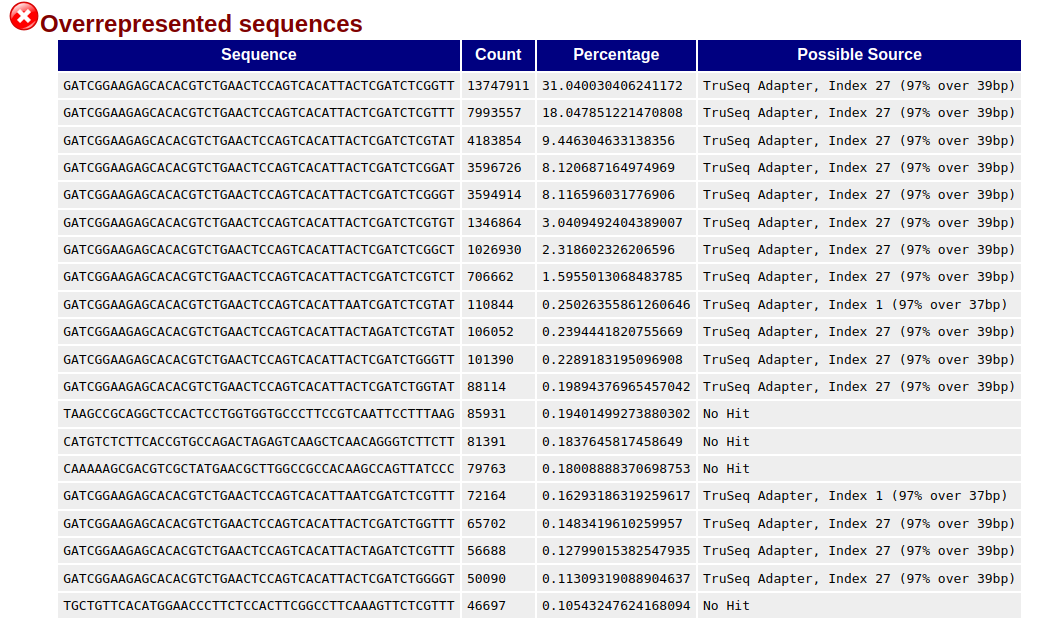 Overrepresented sequences
Sequence Count Percentage Possible Source
GATCGGAAGAGCACACGTCTGAACTCCAGTCACATTACTCGATCTCGGTT 13747911 31.040030406241172 TruSeq Adapter, Index 27 (97% over 39bp)
GATCGGAAGAGCACACGTCTGAACTCCAGTCACATTACTCGATCTCGTTT 7993557 18.047851221470808 TruSeq Adapter, Index 27 (97% over 39bp)
GATCGGAAGAGCACACGTCTGAACTCCAGTCACATTACTCGATCTCGTAT 4183854 9.446304633138356 TruSeq Adapter, Index 27 (97% over 39bp)
GATCGGAAGAGCACACGTCTGAACTCCAGTCACATTACTCGATCTCGGAT 3596726 8.120687164974969 TruSeq Adapter, Index 27 (97% over 39bp)
GATCGGAAGAGCACACGTCTGAACTCCAGTCACATTACTCGATCTCGGGT 3594914 8.116596031776906 TruSeq Adapter, Index 27 (97% over 39bp)
GATCGGAAGAGCACACGTCTGAACTCCAGTCACATTACTCGATCTCGTGT 1346864 3.0409492404389007 TruSeq Adapter, Index 27 (97% over 39bp)
GATCGGAAGAGCACACGTCTGAACTCCAGTCACATTACTCGATCTCGGCT 1026930 2.318602326206596 TruSeq Adapter, Index 27 (97% over 39bp)
GATCGGAAGAGCACACGTCTGAACTCCAGTCACATTACTCGATCTCGTCT 706662 1.5955013068483785 TruSeq Adapter, Index 27 (97% over 39bp)
GATCGGAAGAGCACACGTCTGAACTCCAGTCACATTAATCGATCTCGTAT 110844 0.25026355861260646 TruSeq Adapter, Index 1 (97% over 37bp)
GATCGGAAGAGCACACGTCTGAACTCCAGTCACATTACTAGATCTCGTAT 106052 0.2394441820755669 TruSeq Adapter, Index 27 (97% over 39bp)
GATCGGAAGAGCACACGTCTGAACTCCAGTCACATTACTCGATCTGGGTT 101390 0.2289183195096908 TruSeq Adapter, Index 27 (97% over 39bp)
GATCGGAAGAGCACACGTCTGAACTCCAGTCACATTACTCGATCTGGTAT 88114 0.19894376965457042 TruSeq Adapter, Index 27 (97% over 39bp)
TAAGCCGCAGGCTCCACTCCTGGTGGTGCCCTTCCGTCAATTCCTTTAAG 85931 0.19401499273880302 No Hit
CATGTCTCTTCACCGTGCCAGACTAGAGTCAAGCTCAACAGGGTCTTCTT 81391 0.1837645817458649 No Hit
CAAAAAGCGACGTCGCTATGAACGCTTGGCCGCCACAAGCCAGTTATCCC 79763 0.18008888370698753 No Hit
GATCGGAAGAGCACACGTCTGAACTCCAGTCACATTAATCGATCTCGTTT 72164 0.16293186319259617 TruSeq Adapter, Index 1 (97% over 37bp)
GATCGGAAGAGCACACGTCTGAACTCCAGTCACATTACTCGATCTGGTTT 65702 0.1483419610259957 TruSeq Adapter, Index 27 (97% over 39bp)
GATCGGAAGAGCACACGTCTGAACTCCAGTCACATTACTAGATCTCGTTT 56688 0.12799015382547935 TruSeq Adapter, Index 27 (97% over 39bp)
GATCGGAAGAGCACACGTCTGAACTCCAGTCACATTACTCGATCTGGGGT 50090 0.11309319088904637 TruSeq Adapter, Index 27 (97% over 39bp)
TGCTGTTCACATGGAACCCTTCTCCACTTCGGCCTTCAAAGTTCTCGTTT 46697 0.10543247624168094 No Hit